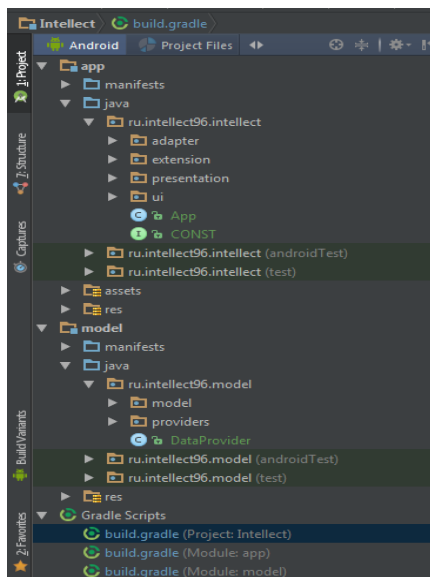 Intellect build.gradle
Android Project Files
1: Project
app
manifests
java
ru.intellect96.intellect
adapter
extension
presentation
ui
App
CONST
ru.intellect96.intellect (androidTest)
ru.intellect96.intellect (test)
assets
res
model
manifests
java
ru.intellect96.model
model
providers
DataProvider
ru.intellect96.model (androidTest)
ru.intellect96.model (test)
res
Gradle Scripts
build.gradle (Project: Intellect)
build.gradle (Module: app)
build.gradle (Module: model)
7: Structure
Captures
Build Variants
2: Favorites